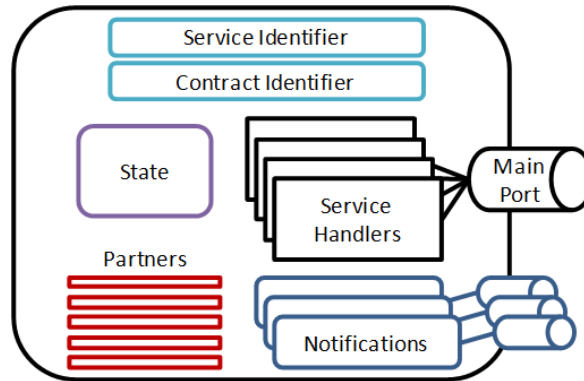 Service Identifier
Contract Identifier
State
Service
Handlers
Main
Port
Partners
Notifications